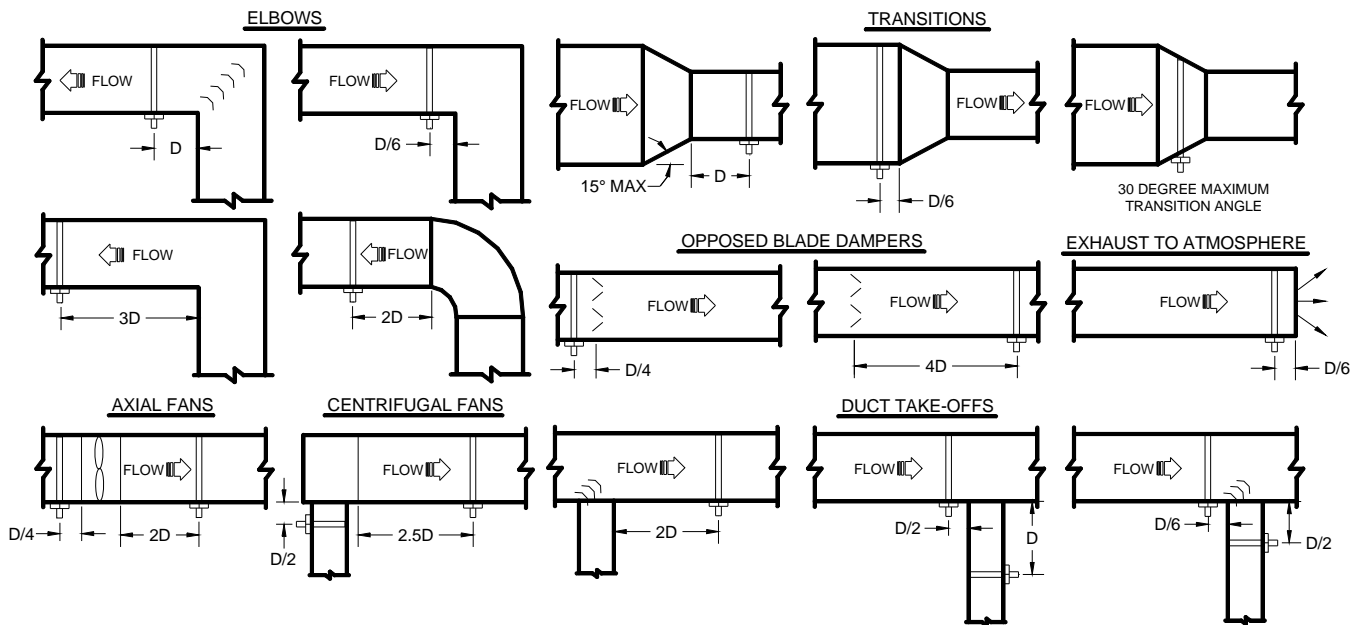 ELBOWS
TRANSITIONS
FLOW
FLOW
FLOW
FLOW
FLOW
D
D/6
15° MAX
D
D/6
30 DEGREE MAXIMUM
TRANSITION ANGLE
OPPOSED BLADE DAMPERS
EXHAUST TO ATMOSPHERE
FLOW
FLOW
FLOW
FLOW
FLOW
3D
2D
D/4
4D
D/6
AXIAL FANS
CENTRIFUGAL FANS
DUCT TAKE-OFFS
FLOW
FLOW
FLOW
FLOW
FLOW
D/4
2D
D/2
2.5D
2D
D/2
D
D/6
D/2